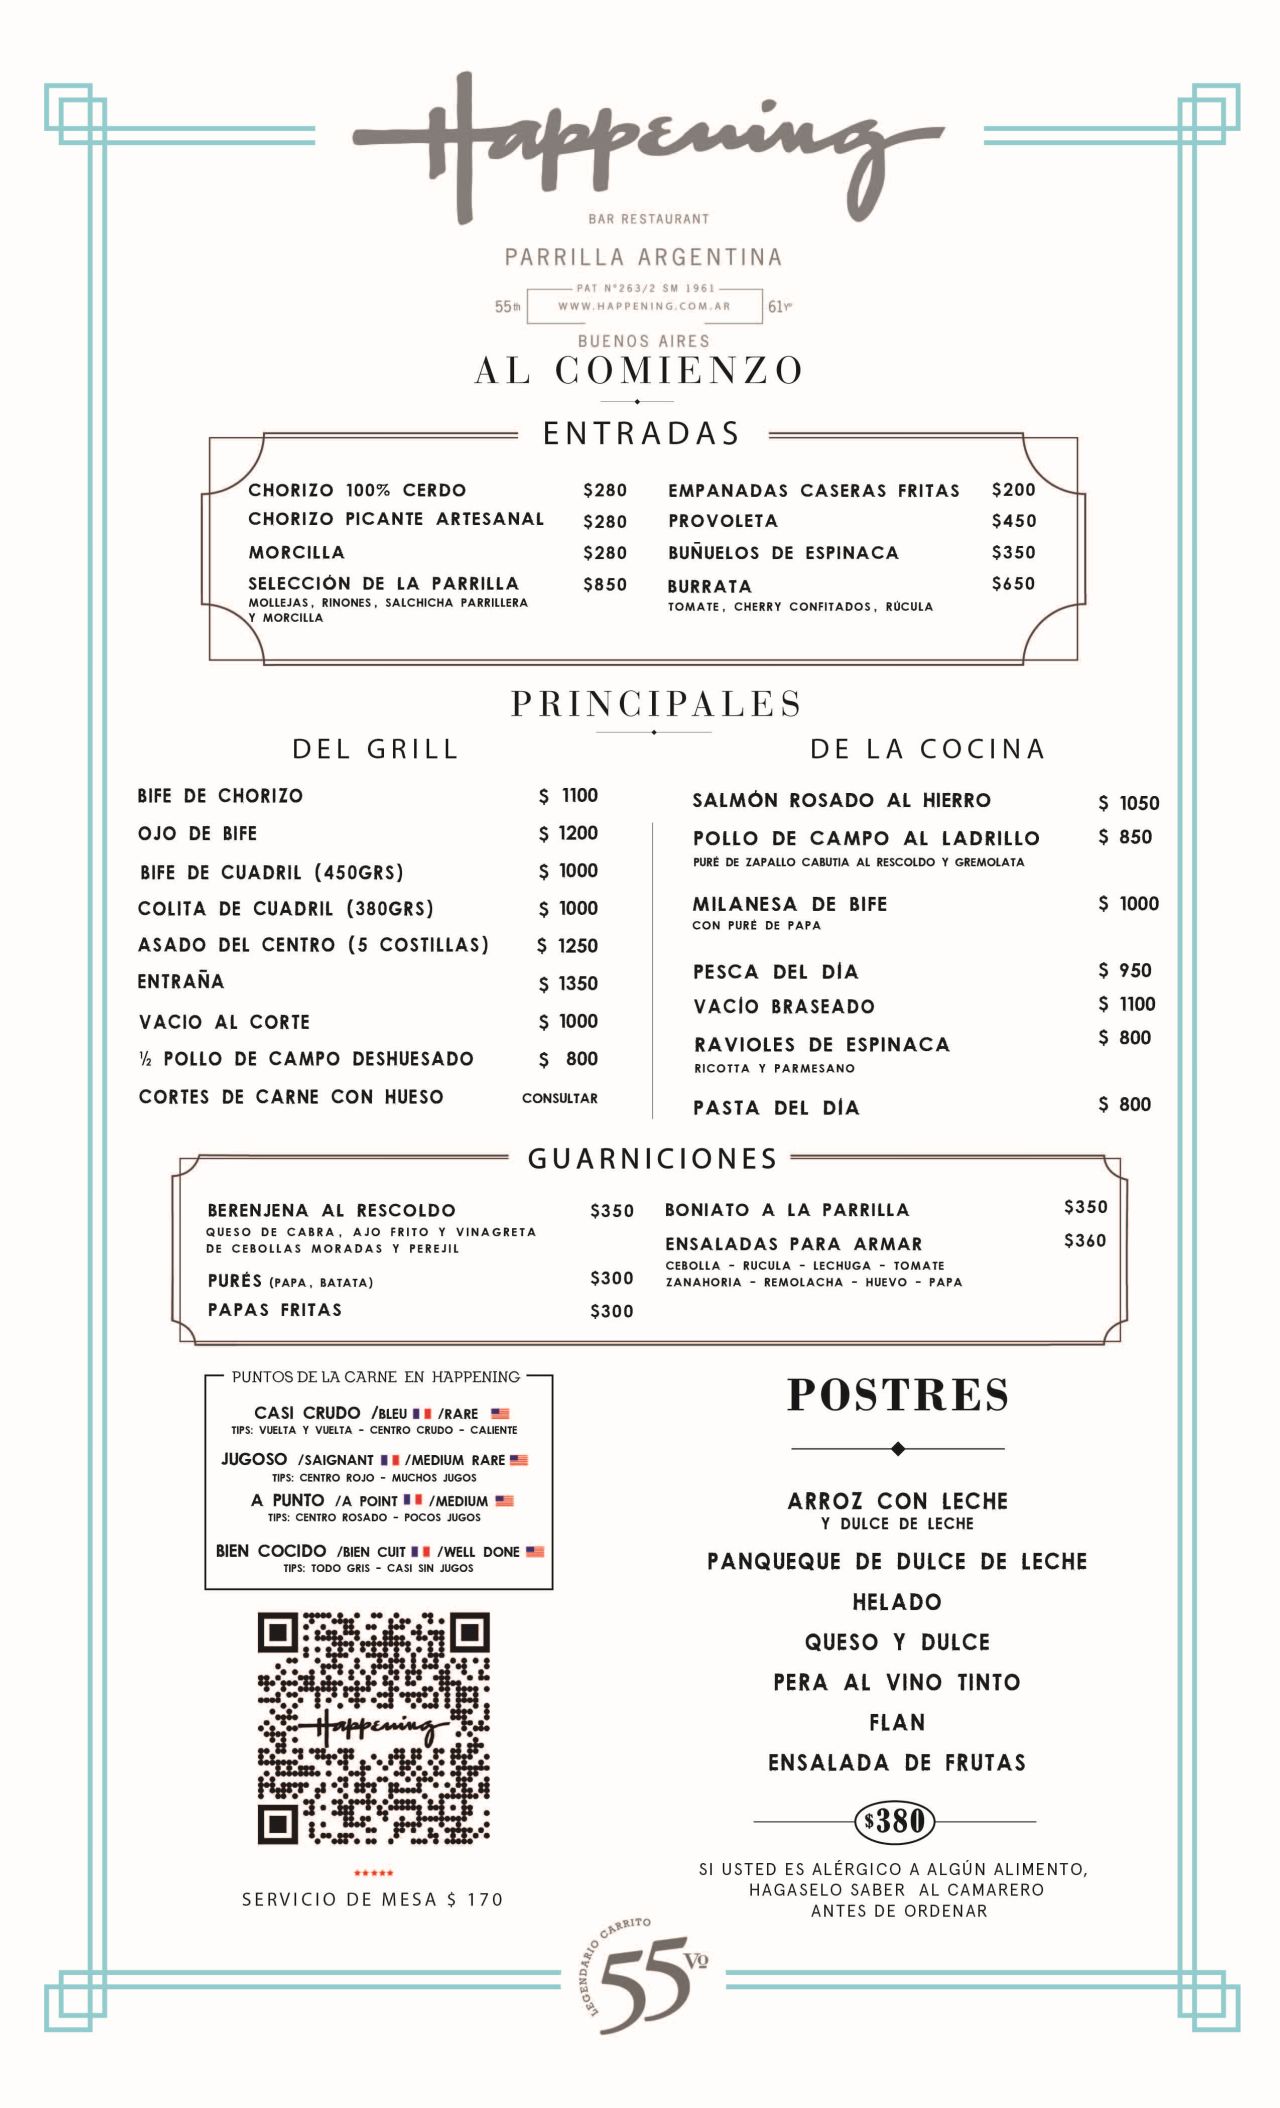 Happening
BAR RESTAURANT
PARRILLA ARGENTINA
PAT N°263/2 SM 1961
55th WWW.HAPPENING.COM.AR 61Yº
BUENOS AIRES
AL COMIENZO
ENTRADAS
CHORIZO 100% CERDO $280
CHORIZO PICANTE ARTESANAL $280
MORCILLA $280
SELECCIÓN DE LA PARRILLA $850
MOLLEJAS, RINONES, SALCHICHA PARRILLERA
Y MORCILLA
EMPANADAS CASERAS FRITAS $200
PROVOLETA $450
BUÑUELOS DE ESPINACA $350
BURRATA $650
TOMATE, CHERRY CONFITADOS, RÚCULA
PRINCIPALES
DEL GRILL
BIFE DE CHORIZO $ 1100
OJO DE BIFE $ 1200
BIFE DE CUADRIL (450GRS) $ 1000
COLITA DE CUADRIL (380GRS) $ 1000
ASADO DEL CENTRO (5 COSTILLAS) $ 1250
ENTRAÑA $ 1350
VACIO AL CORTE $ 1000
½ POLLO DE CAMPO DESHUESADO $ 800
CORTES DE CARNE CON HUESO CONSULTAR
DE LA COCINA
SALMÓN ROSADO AL HIERRO $ 1050
POLLO DE CAMPO AL LADRILLO $ 850
PURÉ DE ZAPALLO CABUTIA AL RESCOLDO Y GREMOLATA
MILANESA DE BIFE $ 1000
CON PURÉ DE PAPA
PESCA DEL DÍA $ 950
VACÍO BRASEADO $ 1100
RAVIOLES DE ESPINACA $ 800
RICOTTA Y PARMESANO
PASTA DEL DÍA $ 800
GUARNICIONES
BERENJENA AL RESCOLDO $350
QUESO DE CABRA, AJO FRITO Y VINAGRETA
DE CEBOLLAS MORADAS Y PEREJIL
PURÉS (PAPA, BATATA) $300
PAPAS FRITAS $300
BONIATO A LA PARRILLA $350
ENSALADAS PARA ARMAR $360
CEBOLLA - RUCULA - LECHUGA - TOMATE
ZANAHORIA - REMOLACHA - HUEVO - PAPA
PUNTOS DE LA CARNE EN HAPPENING
CASI CRUDO /BLEU /RARE
TIPS: VUELTA Y VUELTA - CENTRO CRUDO - CALIENTE
JUGOSO /SAIGNANT /MEDIUM RARE
TIPS: CENTRO ROJO - MUCHOS JUGOS
A PUNTO /A POINT /MEDIUM
TIPS: CENTRO ROSADO - POCOS JUGOS
BIEN COCIDO /BIEN CUIT /WELL DONE
TIPS: TODO GRIS - CASI SIN JUGOS
Happening
SERVICIO DE MESA $ 170
POSTRES
ARROZ CON LECHE
Y DULCE DE LECHE
PANQUEQUE DE DULCE DE LECHE
HELADO
QUESO Y DULCE
PERA AL VINO TINTO
FLAN
ENSALADA DE FRUTAS
$380
SI USTED ES ALÉRGICO A ALGÚN ALIMENTO,
HAGASELO SABER AL CAMARERO
ANTES DE ORDENAR
LEGENDARIO CARRITO
55 Vº